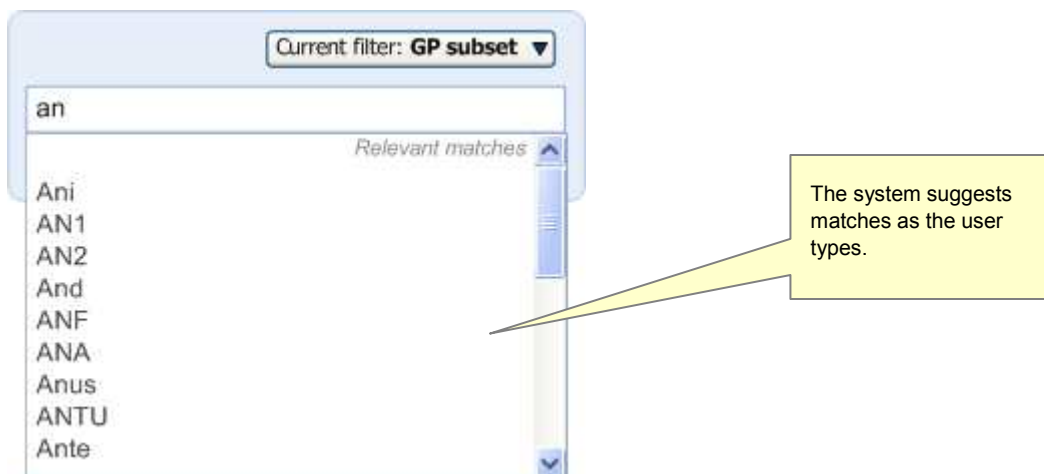 Current filter: GP subset
an
Relevant matches
Ani
AN1
AN2
And
ANF
ANA
Anus
ANTU
Ante
The system suggests
matches as the user
types.